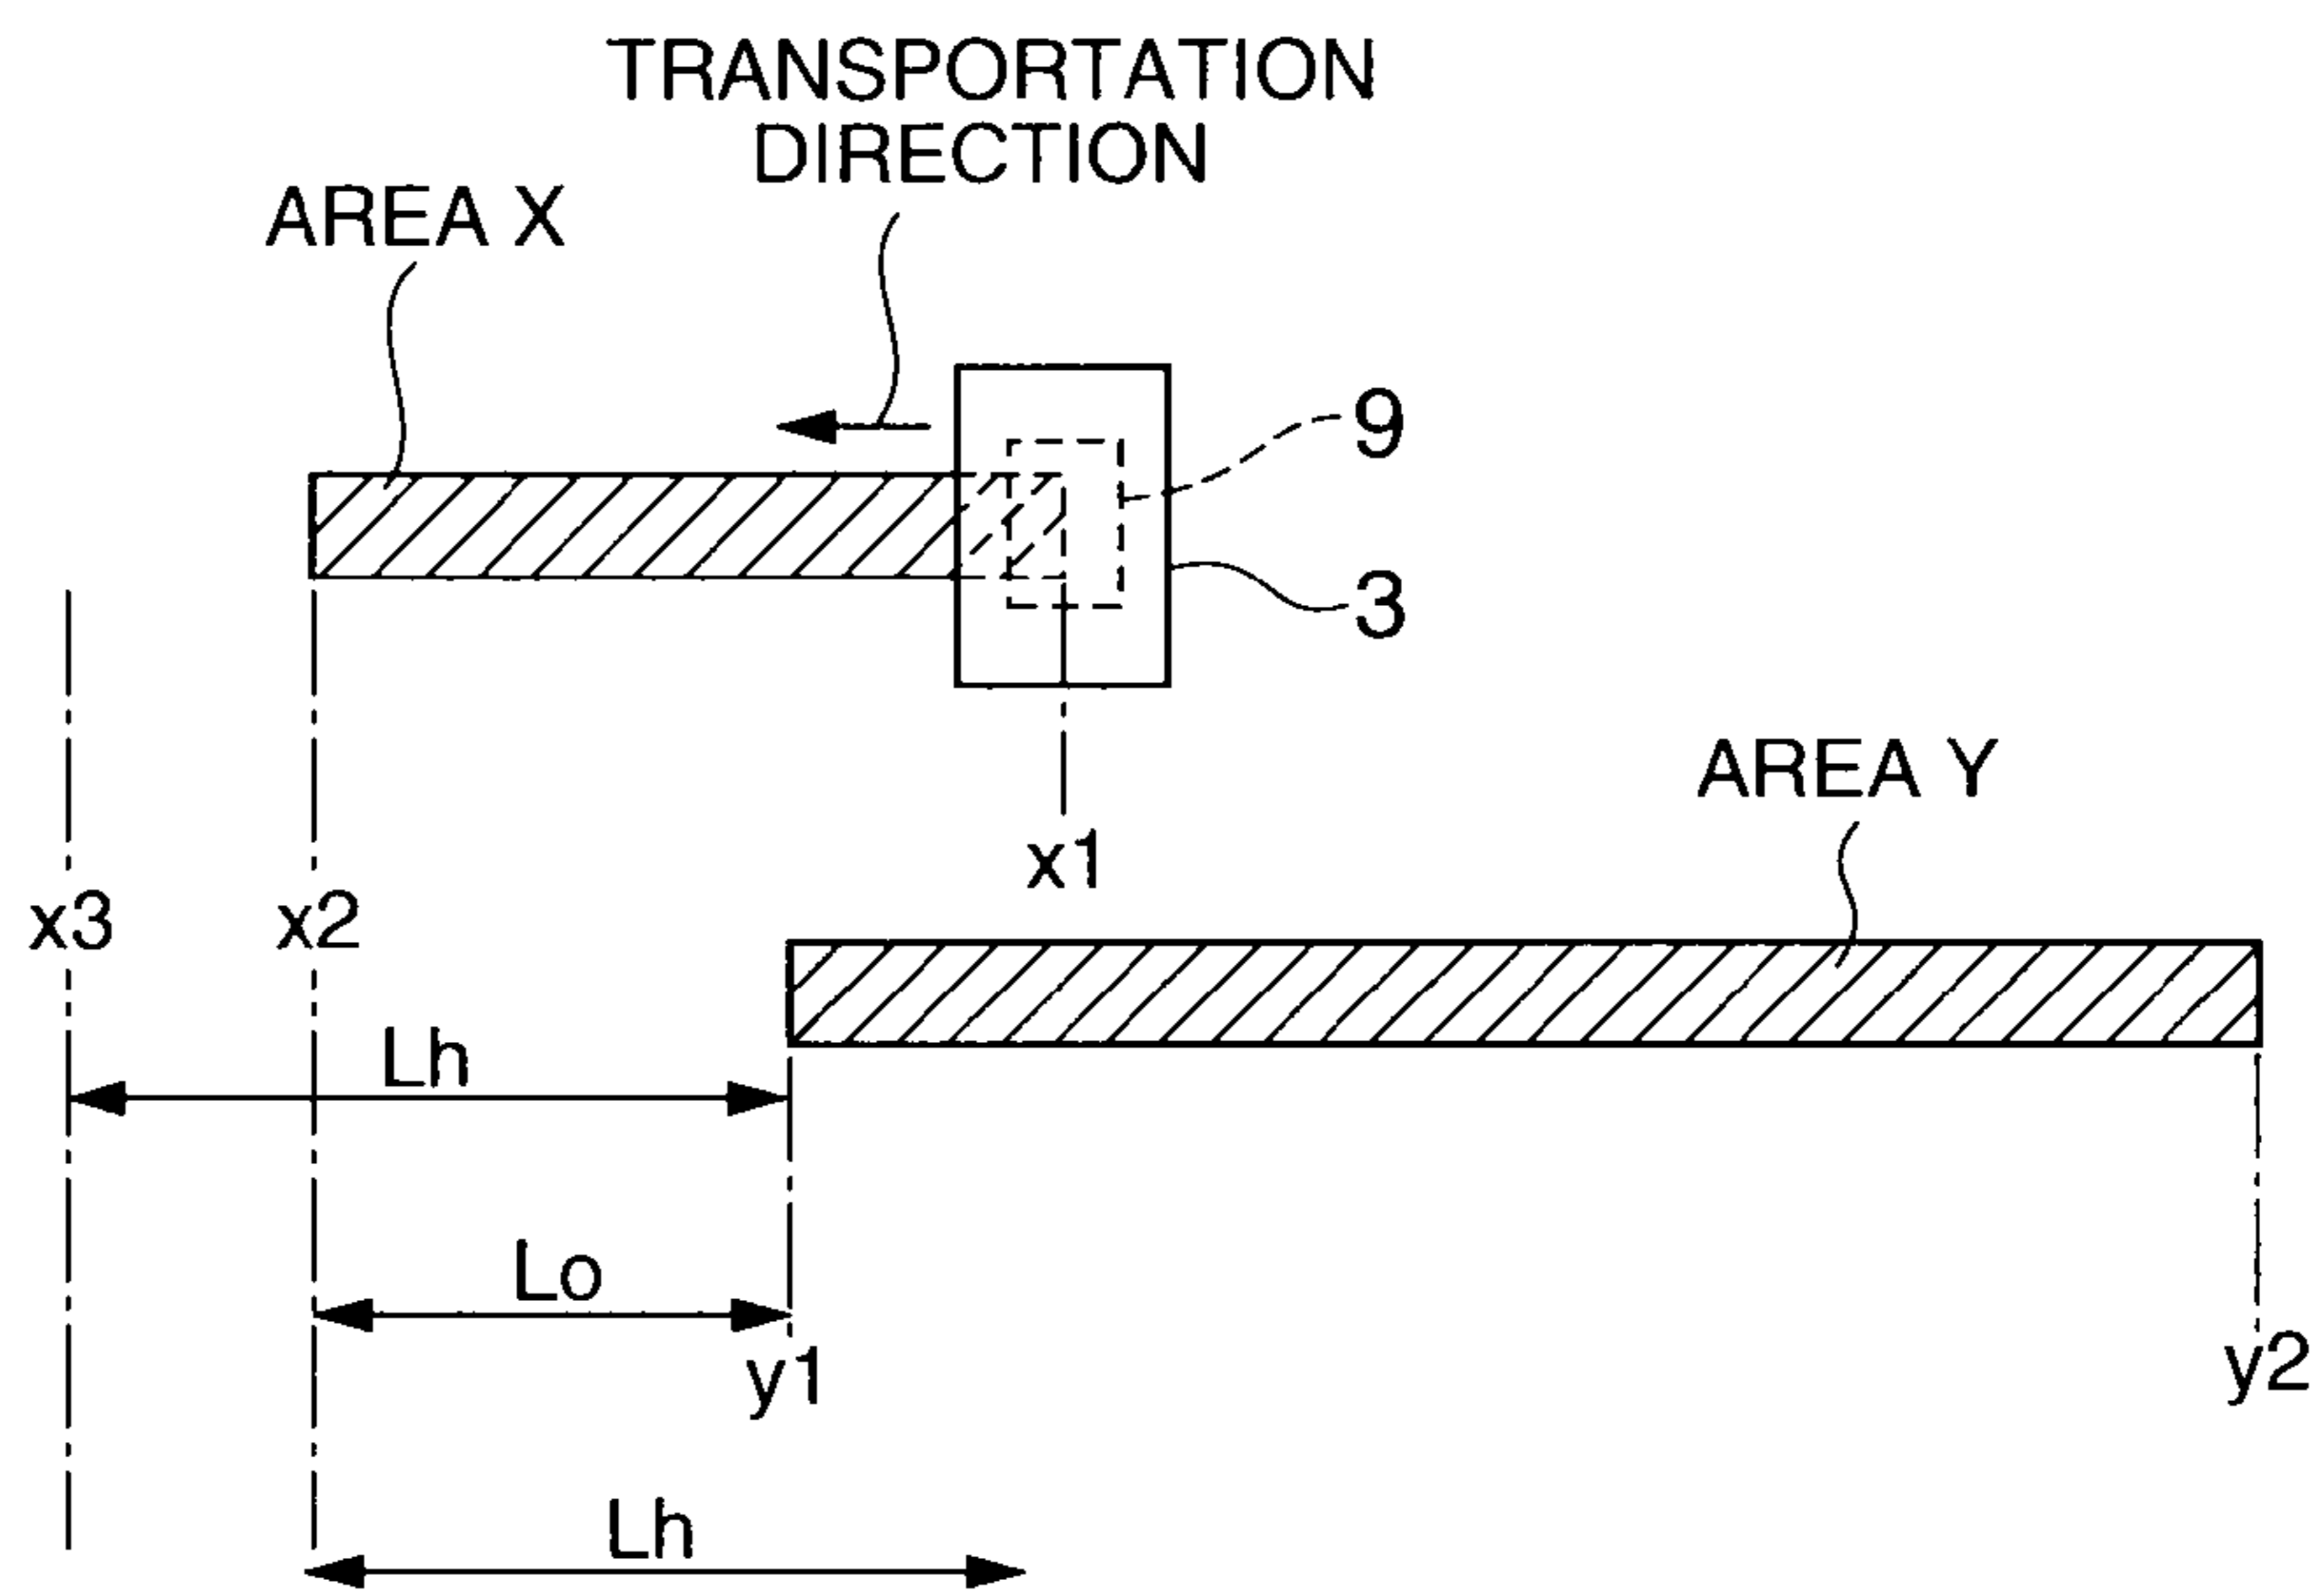 TRANSPORTATION
DIRECTION
AREA X
9
3
AREA Y
x1
x3
x2
Lh
Lo
y1
y2
Lh